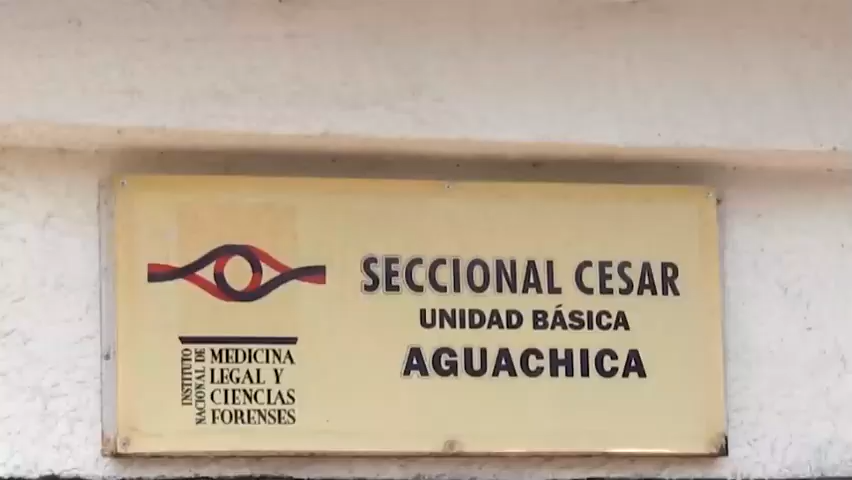 INSTITUTO
NACIONAL DE
MEDICINA
LEGAL Y
CIENCIAS
FORENSES
SECCIONAL CESAR
UNIDAD BÁSICA
AGUACHICA